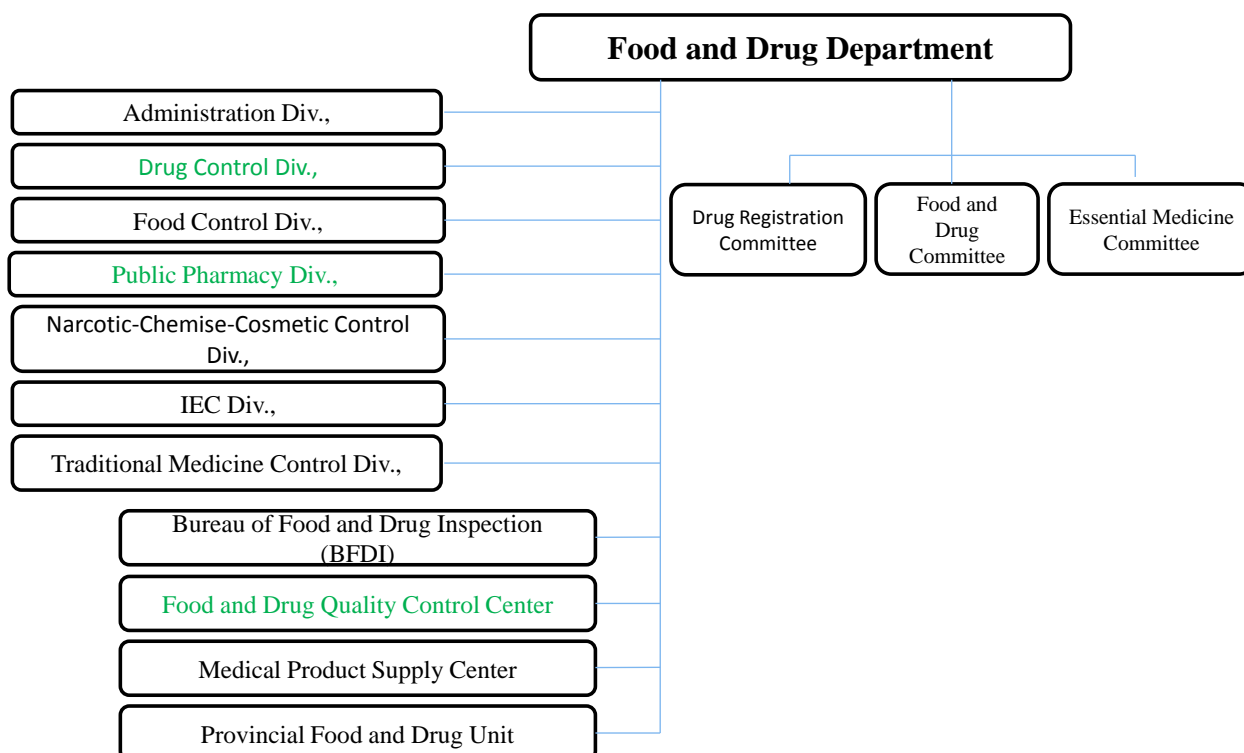 Food and Drug Department
Administration Div.,
Drug Control Div.,
Food Control Div.,
Public Pharmacy Div.,
Narcotic-Chemise-Cosmetic Control
Div.,
IEC Div.,
Traditional Medicine Control Div.,
Bureau of Food and Drug Inspection
(BFDI)
Food and Drug Quality Control Center
Medical Product Supply Center
Provincial Food and Drug Unit
Drug Registration
Committee
Food and
Drug
Committee
Essential Medicine
Committee